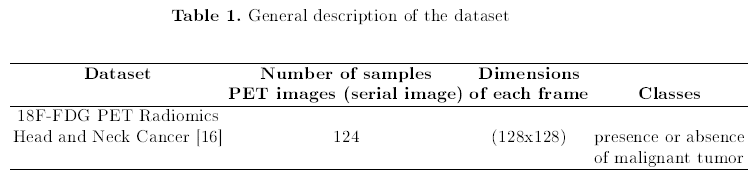 Table 1. General description of the dataset
Dataset Number of samples Dimensions
PET images (serial image) of each frame Classes
18F-FDG PET Radiomics
Head and Neck Cancer [16] 124 (128x128) presence or absence
of malignant tumor